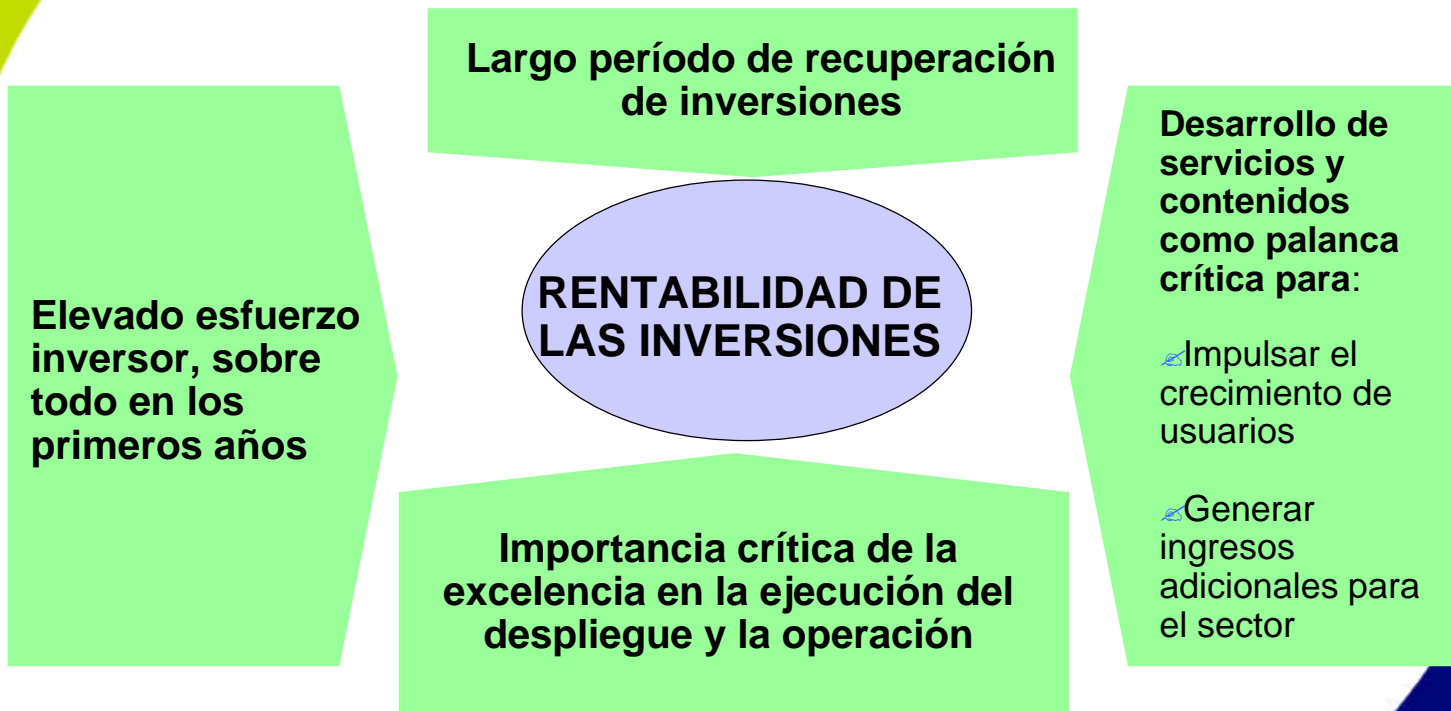 Largo período de recuperación
de inversiones
Elevado esfuerzo
inversor, sobre
todo en los
primeros años
RENTABILIDAD DE
LAS INVERSIONES
Importancia crítica de la
excelencia en la ejecución del
despliegue y la operación
Desarrollo de
servicios y
contenidos
como palanca
crítica para:
Impulsar el
crecimiento de
usuarios
Generar
ingresos
adicionales para
el sector